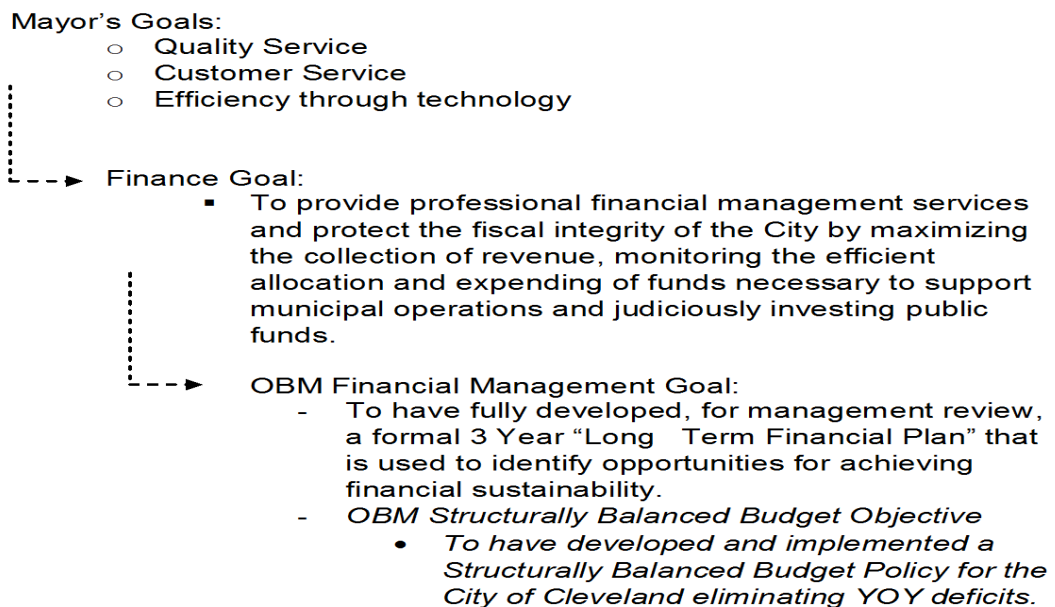 Mayor's Goals:
○ Quality Service
○ Customer Service
○ Efficiency through technology
Finance Goal:
▪ To provide professional financial management services
and protect the fiscal integrity of the City by maximizing
the collection of revenue, monitoring the efficient
allocation and expending of funds necessary to support
municipal operations and judiciously investing public
funds.
OBM Financial Management Goal:
- To have fully developed, for management review,
a formal 3 Year “Long Term Financial Plan” that
is used to identify opportunities for achieving
financial sustainability.
- OBM Structurally Balanced Budget Objective
• To have developed and implemented a
Structurally Balanced Budget Policy for the
City of Cleveland eliminating YOY deficits.